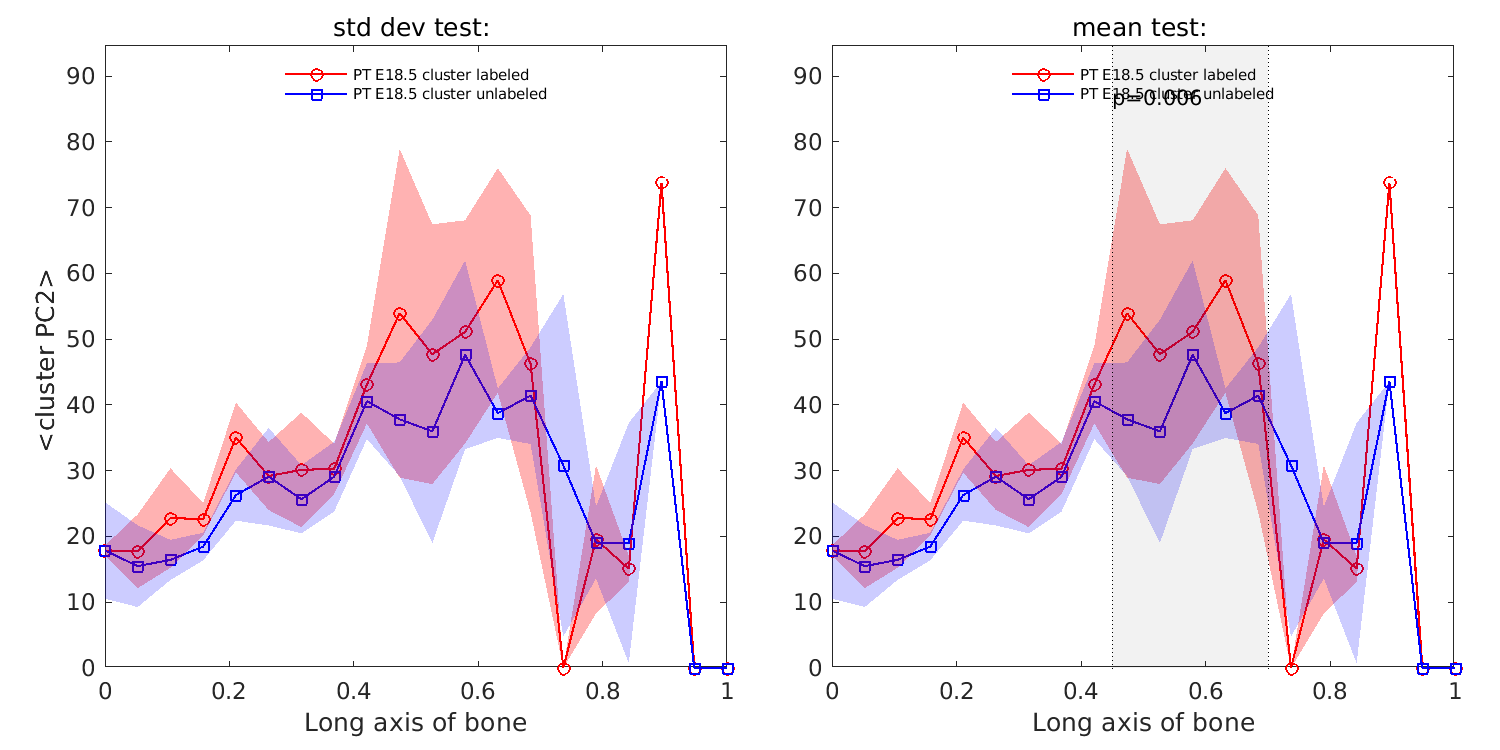 std dev test:
PT E18.5 cluster labeled
PT E18.5 cluster unlabeled
<cluster PC2>
90
80
70
60
50
40
30
20
10
0
0 0.2 0.4 0.6 0.8 1
Long axis of bone
mean test:
PT E18.5 cluster labeled
PT E18.5 cluster unlabeled
p=0.006
90
80
70
60
50
40
30
20
10
0
0 0.2 0.4 0.6 0.8 1
Long axis of bone